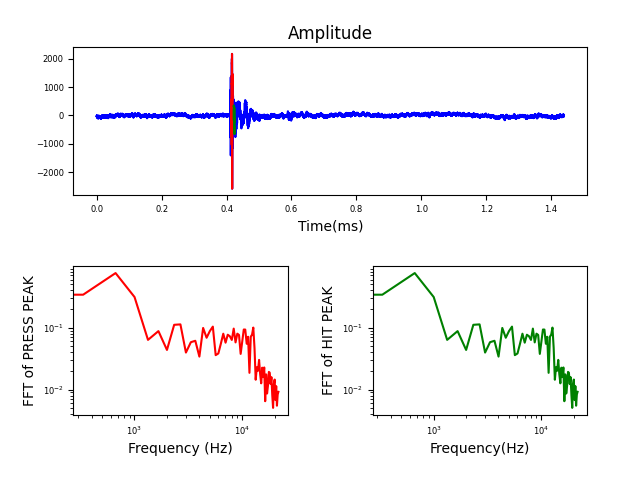 Amplitude
2000
1000
0
−1000
−2000
0.0 0.2 0.4 0.6 0.8 1.0 1.2 1.4
Time(ms)
FFT of PRESS PEAK
10⁻¹
10⁻²
10³ 10⁴
Frequency (Hz)
FFT of HIT PEAK
10⁻¹
10⁻²
10³ 10⁴
Frequency(Hz)